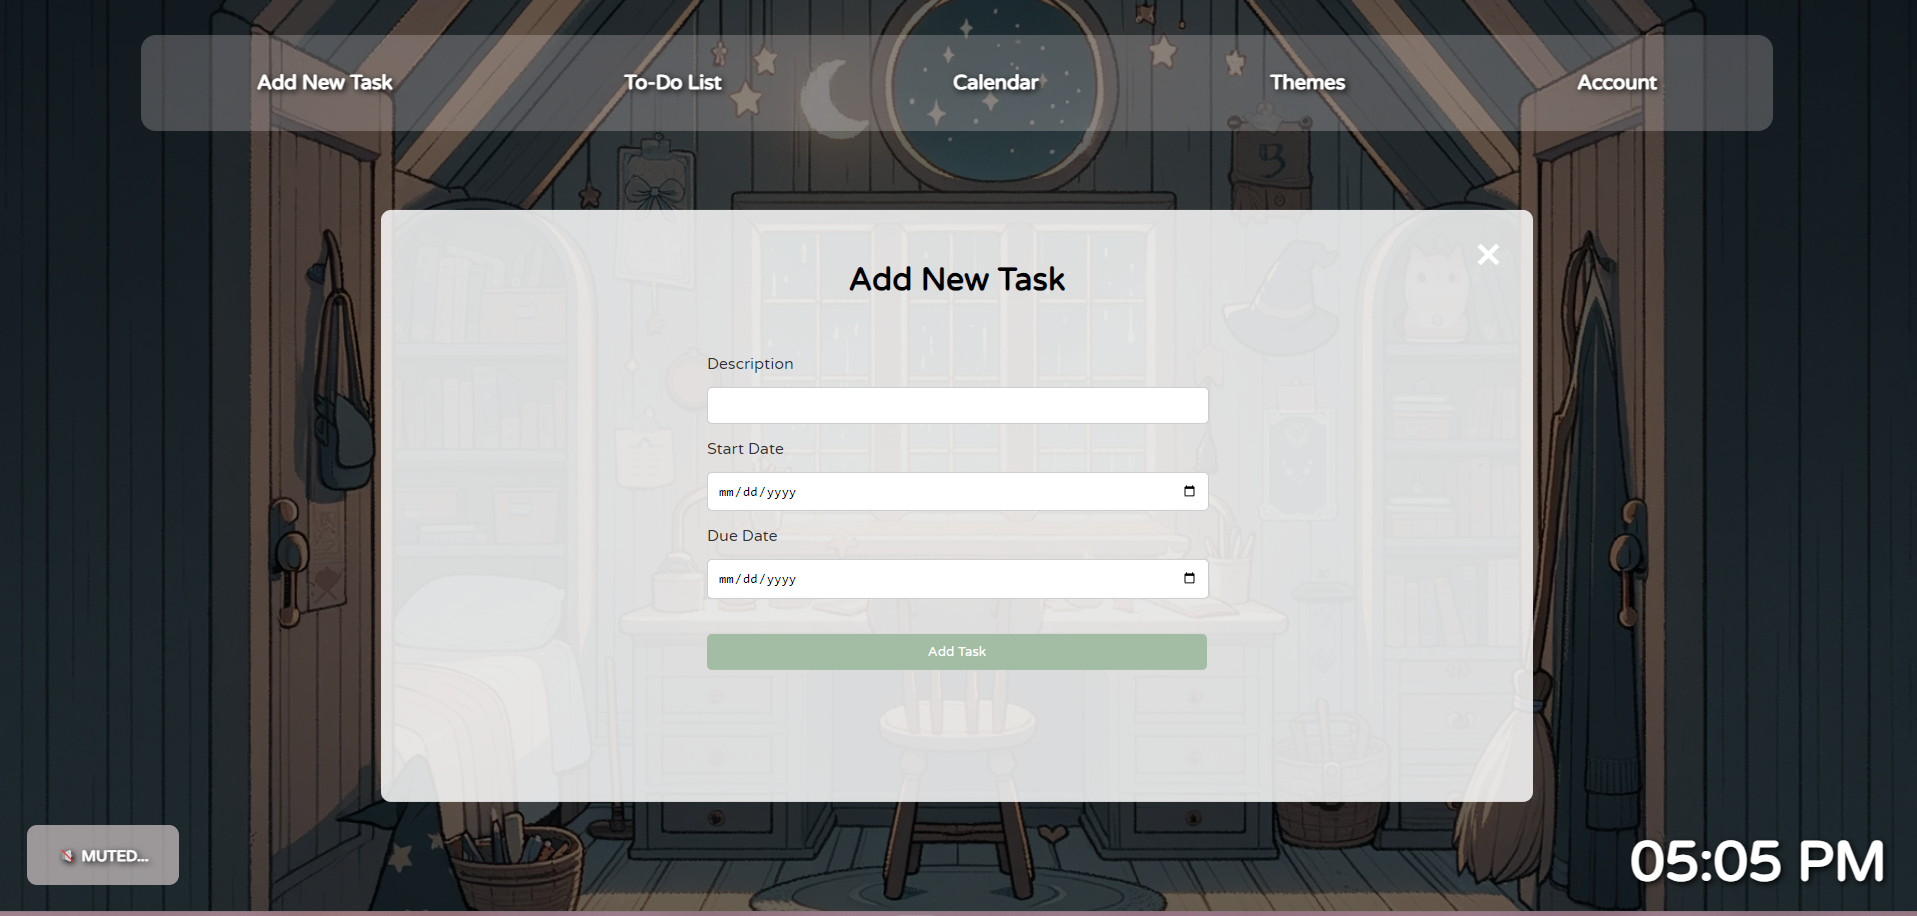 Add New Task
To-Do List
Calendar
Themes
Account
Add New Task
Description
Start Date
mm/dd/yyyy
Due Date
mm/dd/yyyy
Add Task
MUTED...
05:05 PM